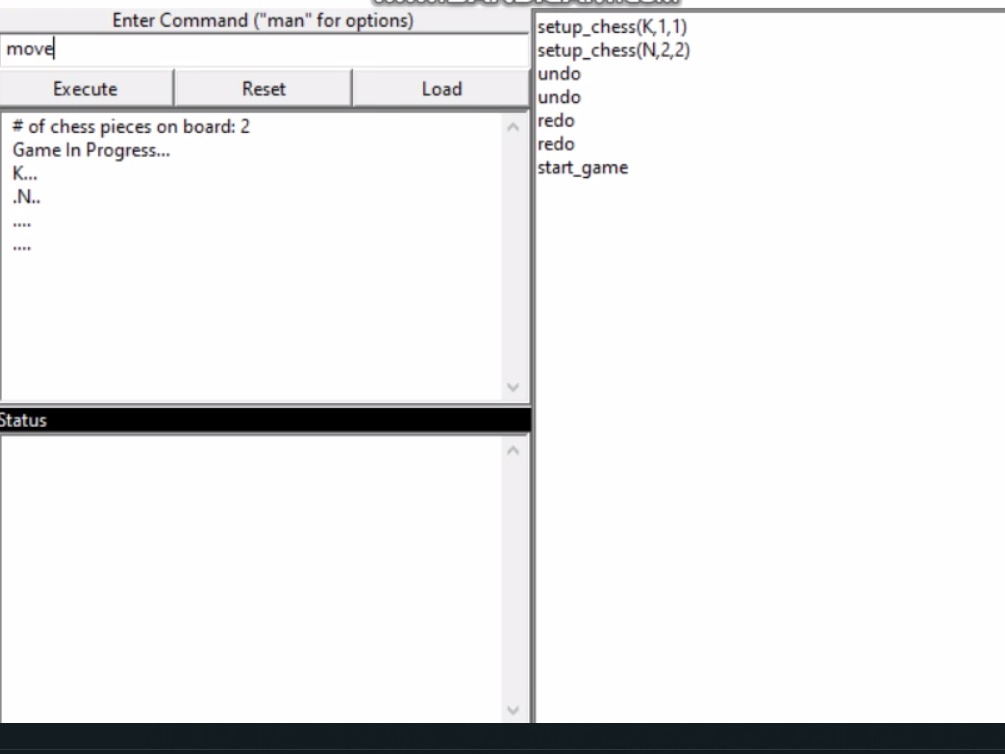 Enter Command ("man" for options)
move
Execute Reset Load
# of chess pieces on board: 2
Game In Progress...
K...
.N..
....
....
Status
setup_chess(K,1,1)
setup_chess(N,2,2)
undo
undo
redo
redo
start_game